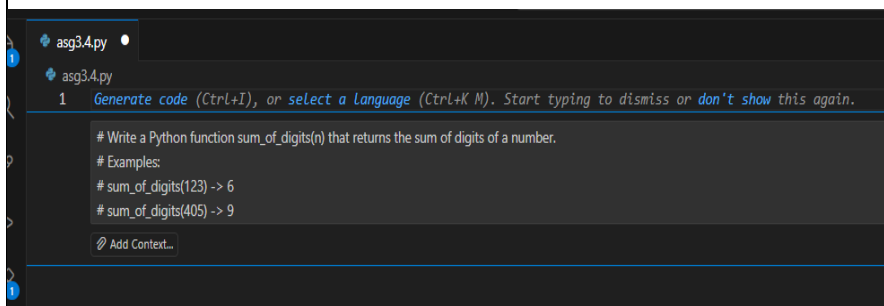 asg3.4.py
asg3.4.py
1 Generate code (Ctrl+I), or select a language (Ctrl+K M). Start typing to dismiss or don't show this again.
# Write a Python function sum_of_digits(n) that returns the sum of digits of a number.
# Examples:
# sum_of_digits(123) -> 6
# sum_of_digits(405) -> 9
Add Context...
1
1